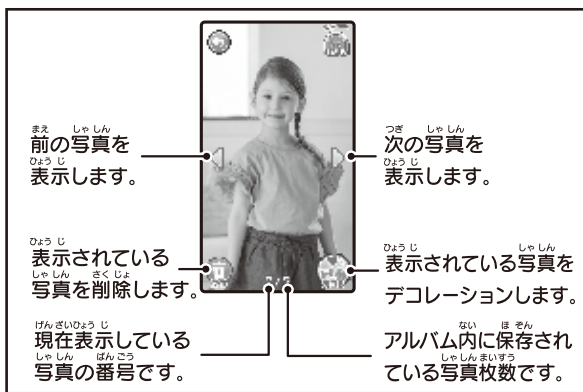 前の写真を
表示します。
次の写真を
表示します。
表示されている
写真を削除します。
表示されている写真を
デコレーションします。
現在表示している
写真の番号です。
アルバム内に保存され
ている写真枚数です。